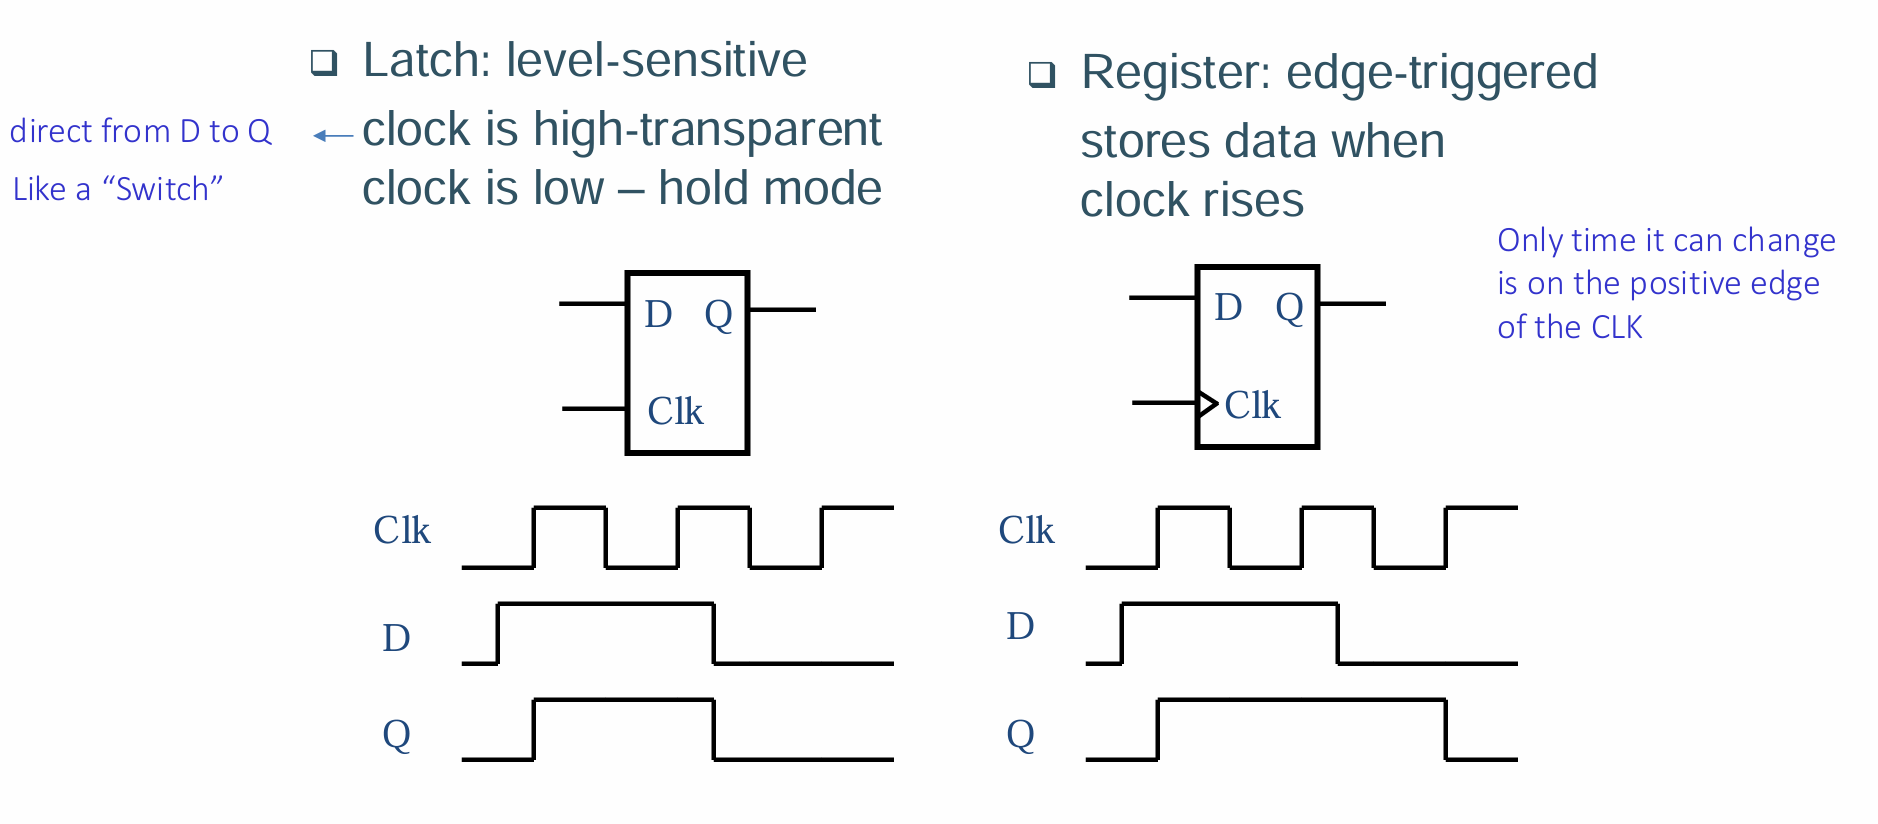 ❑ Latch: level-sensitive
clock is high-transparent
clock is low – hold mode
direct from D to Q
Like a “Switch”
D Q
Clk
Clk
D
Q
❑ Register: edge-triggered
stores data when
clock rises
Only time it can change
is on the positive edge
of the CLK
D Q
Clk
Clk
D
Q